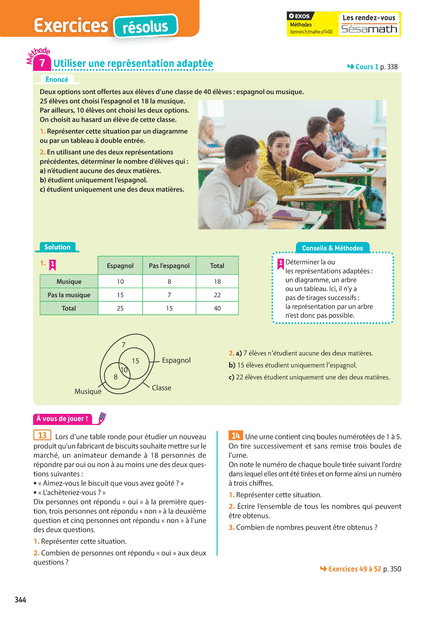 Exercices résolus
EXOS
Méthodes
Les rendez-vous
Sésamath
Méthode
7 Utiliser une représentation adaptée
➥ Cours 1 p. 338
Énoncé
Deux options sont offertes aux élèves d'une classe de 40 élèves : espagnol ou musique.
25 élèves ont choisi l'espagnol et 18 la musique.
Par ailleurs, 10 élèves ont choisi les deux options.
On choisit au hasard un élève de cette classe.
1. Représenter cette situation par un diagramme
ou par un tableau à double entrée.
2. En utilisant une des deux représentations
précédentes, déterminer le nombre d'élèves qui :
a) n'étudient aucune des deux matières.
b) étudient uniquement l'espagnol.
c) étudient uniquement une des deux matières.
Solution
1. 1
Espagnol Pas l'espagnol Total
Musique 10 8 18
Pas la musique 15 7 22
Total 25 15 40
7
15
10
8
Espagnol
Musique
Classe
Conseils & Méthodes
1 Déterminer la ou
les représentations adaptées :
un diagramme, un arbre
ou un tableau. Ici, il n'y a
pas de tirages successifs :
la représentation par un arbre
n'est donc pas possible.
2. a) 7 élèves n'étudient aucune des deux matières.
b) 15 élèves étudient uniquement l'espagnol.
c) 22 élèves étudient uniquement une des deux matières.
À vous de jouer !
13 Lors d'une table ronde pour étudier un nouveau
produit qu'un fabricant de biscuits souhaite mettre sur le
marché, un animateur demande à 18 personnes de
répondre par oui ou non à au moins une des deux ques-
tions suivantes :
• « Aimez-vous le biscuit que vous avez goûté ? »
• « L'achèteriez-vous ? »
Dix personnes ont répondu « oui » à la première ques-
tion, trois personnes ont répondu « non » à la deuxième
question et cinq personnes ont répondu « non » à l'une
des deux questions.
1. Représenter cette situation.
2. Combien de personnes ont répondu « oui » aux deux
questions ?
14 Une urne contient cinq boules numérotées de 1 à 5.
On tire successivement et sans remise trois boules de
l'urne.
On note le numéro de chaque boule tirée suivant l'ordre
dans lequel elles ont été tirées et on forme ainsi un numéro
à trois chiffres.
1. Représenter cette situation.
2. Écrire l'ensemble de tous les nombres qui peuvent
être obtenus.
3. Combien de nombres peuvent être obtenus ?
➥ Exercices 49 à 52 p. 350
344